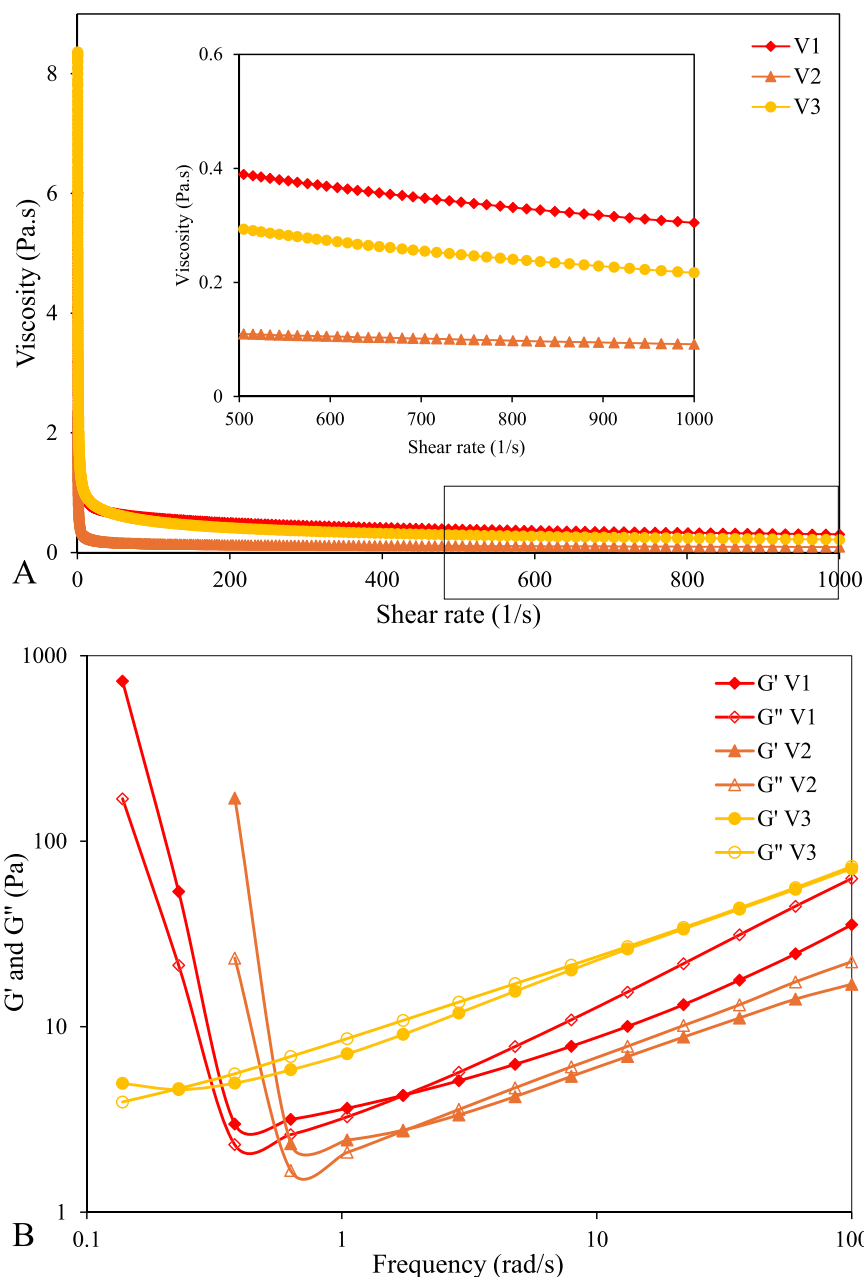 8
6
4
2
0
Viscosity (Pa.s)
0
200
400
600
800
1000
Shear rate (1/s)
A
V1
V2
V3
0.6
0.4
0.2
0
Viscosity (Pa.s)
500
600
700
800
900
1000
Shear rate (1/s)
1000
100
10
1
G' and G" (Pa)
0.1
1
10
100
Frequency (rad/s)
B
G' V1
G" V1
G' V2
G" V2
G' V3
G" V3